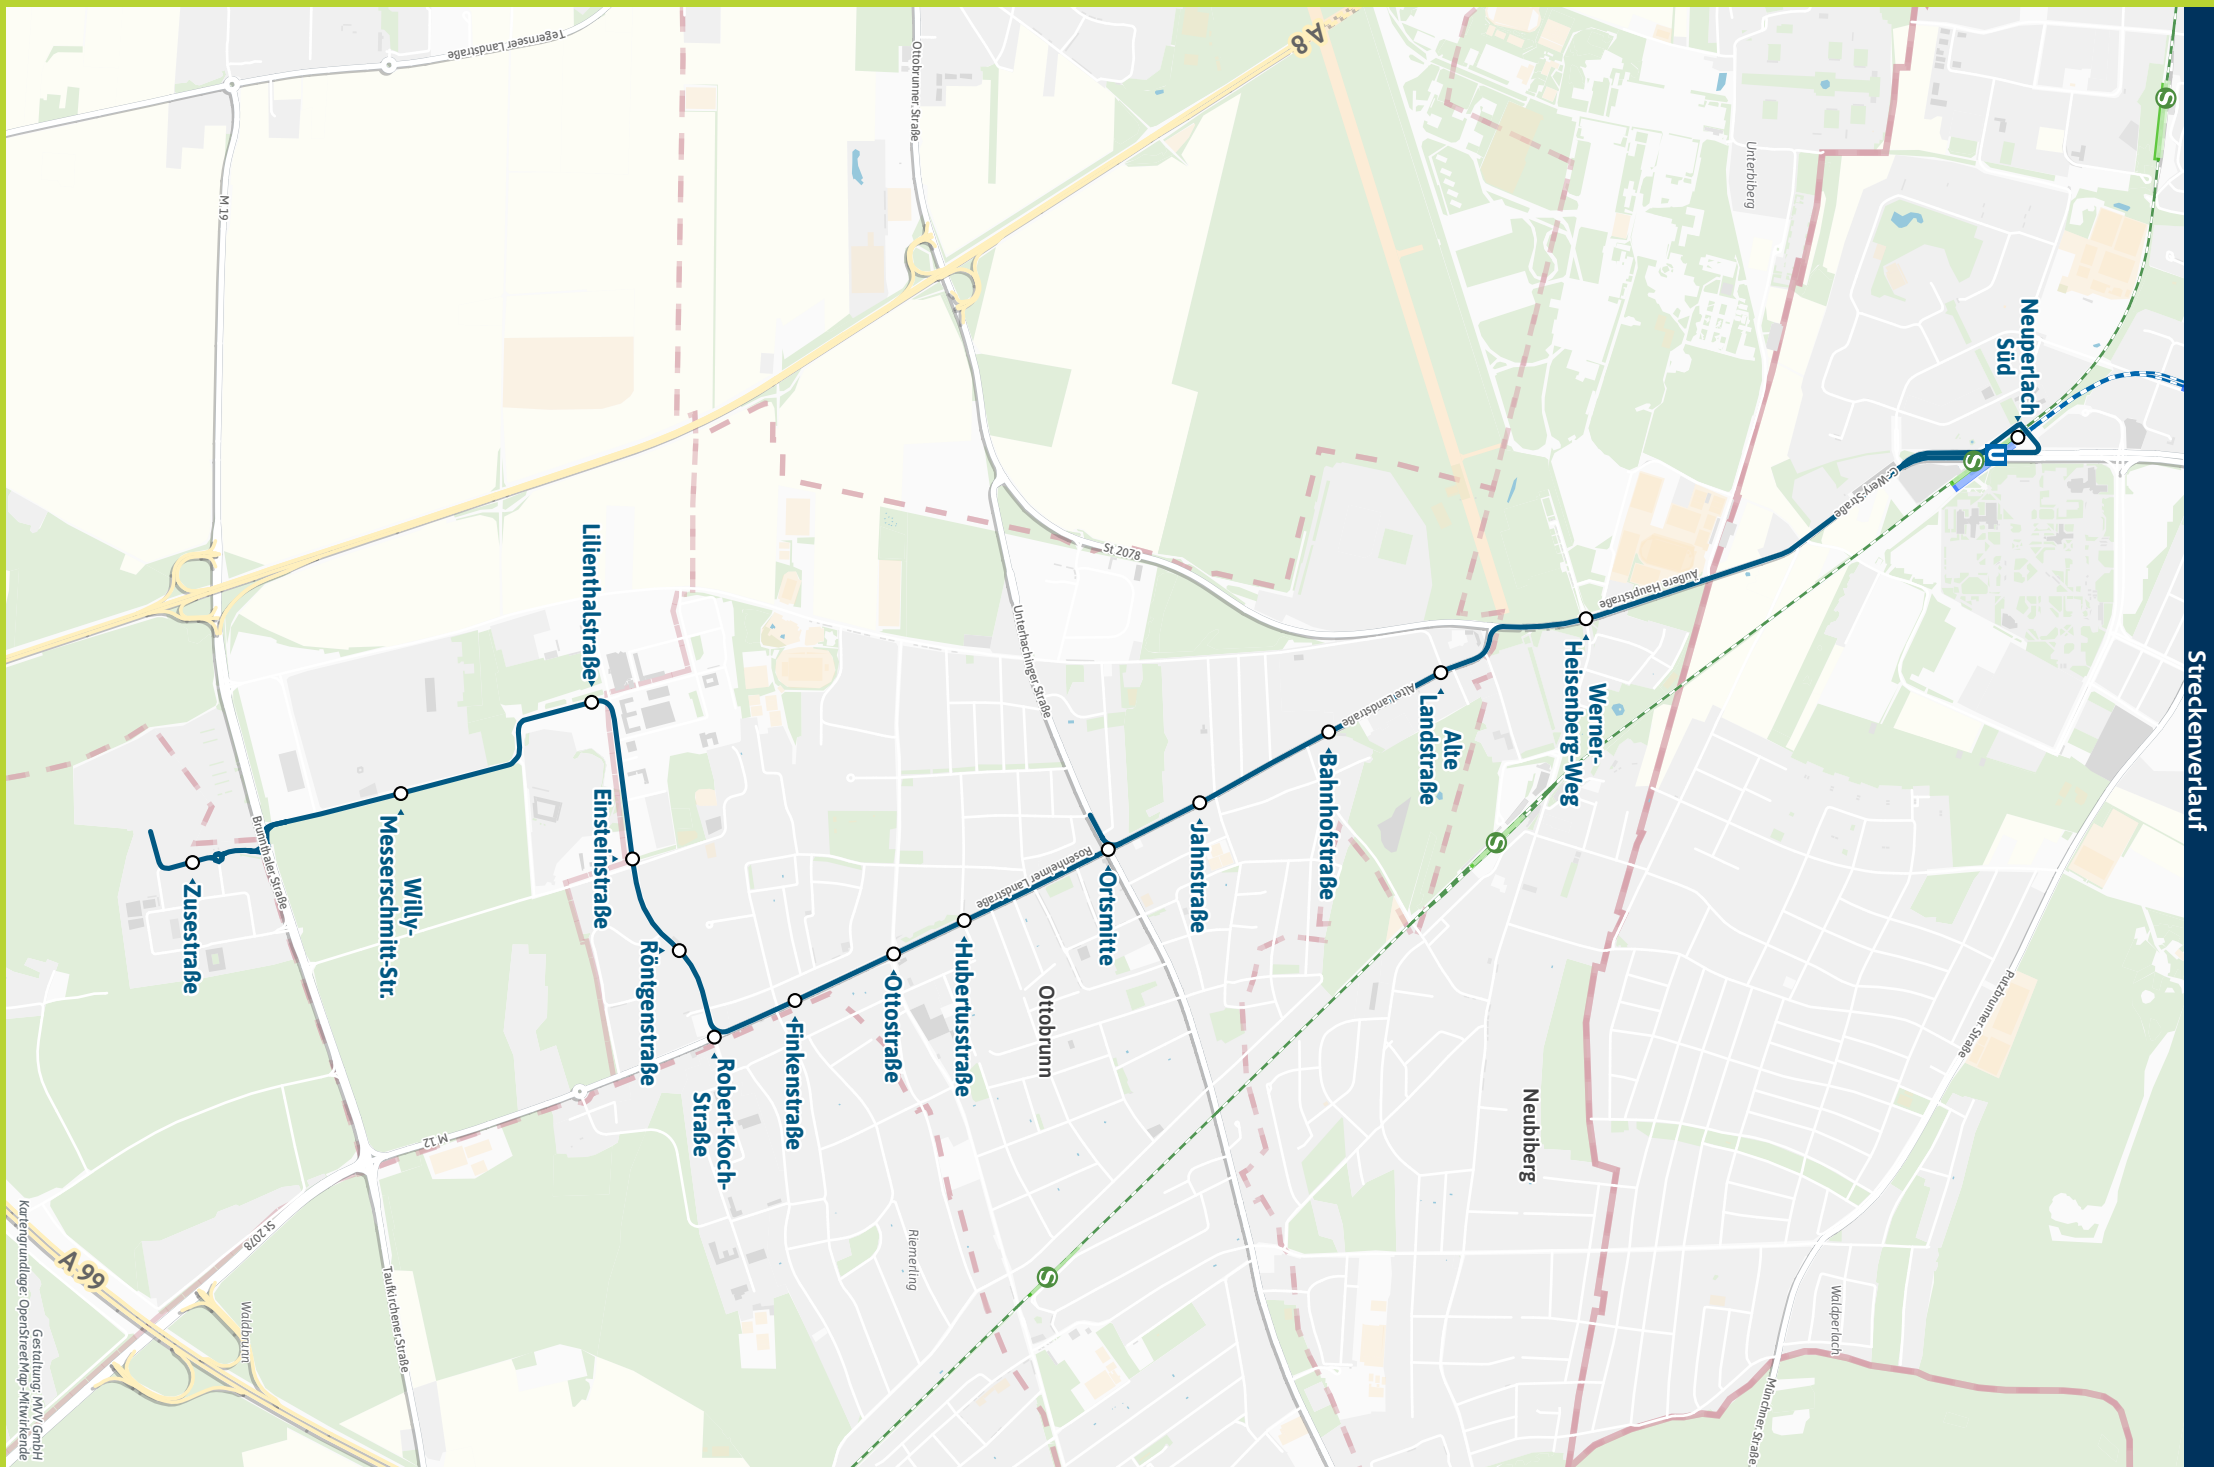 Streckenverlauf
Neuperlach
Süd
U
S
S
Unterbiberg
C.-Wery-Straße
Äußere Hauptstraße
Werner-
Heisenberg-Weg
Alte
Landstraße
Alte Landstraße
Bahnhofstraße
Jahnstraße
Ortsmitte
Rosenheimer Landstraße
Hubertusstraße
Ottostraße
Finkenstraße
Robert-Koch-
Straße
Röntgenstraße
Einsteinstraße
Lilienthalstraße
Willy-
Messerschmitt-Str.
Zusestraße
S
S
Putzbrunner Straße
Neubiberg
Ottobrunn
Waldperlach
Münchner Straße
Riemerling
A 8
St 2078
Unterhachinger Straße
Ottobrunner Straße
Tegernseer Landstraße
M 19
Brunnthaler Straße
M 12
St 2078
Taufkirchener Straße
Waldbrunn
A 99
Gestaltung: MVV GmbH
Kartengrundlage: OpenStreetMap-Mitwirkende